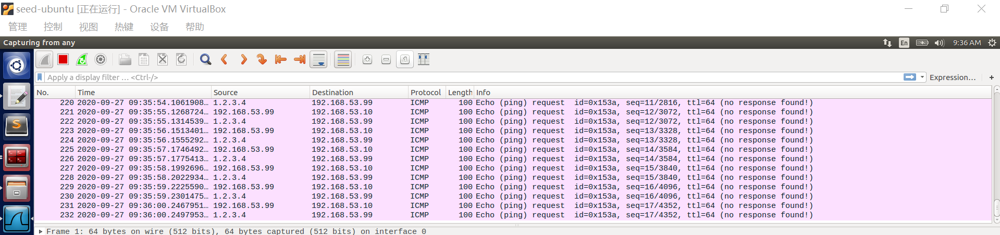 seed-ubuntu [正在运行] - Oracle VM VirtualBox
管理 控制 视图 热键 设备 帮助
Capturing from any En 9:36 AM
Apply a display filter … <Ctrl-/> Expression… +
No. Time Source Destination Protocol Length Info
220 2020-09-27 09:35:54.1061908… 1.2.3.4 192.168.53.99 ICMP 100 Echo (ping) request id=0x153a, seq=11/2816, ttl=64 (no response found!)
221 2020-09-27 09:35:55.1268724… 192.168.53.99 192.168.53.10 ICMP 100 Echo (ping) request id=0x153a, seq=12/3072, ttl=64 (no response found!)
222 2020-09-27 09:35:55.1314539… 1.2.3.4 192.168.53.99 ICMP 100 Echo (ping) request id=0x153a, seq=12/3072, ttl=64 (no response found!)
223 2020-09-27 09:35:56.1513401… 192.168.53.99 192.168.53.10 ICMP 100 Echo (ping) request id=0x153a, seq=13/3328, ttl=64 (no response found!)
224 2020-09-27 09:35:56.1555292… 1.2.3.4 192.168.53.99 ICMP 100 Echo (ping) request id=0x153a, seq=13/3328, ttl=64 (no response found!)
225 2020-09-27 09:35:57.1746492… 192.168.53.99 192.168.53.10 ICMP 100 Echo (ping) request id=0x153a, seq=14/3584, ttl=64 (no response found!)
226 2020-09-27 09:35:57.1775413… 1.2.3.4 192.168.53.99 ICMP 100 Echo (ping) request id=0x153a, seq=14/3584, ttl=64 (no response found!)
227 2020-09-27 09:35:58.1992696… 192.168.53.99 192.168.53.10 ICMP 100 Echo (ping) request id=0x153a, seq=15/3840, ttl=64 (no response found!)
228 2020-09-27 09:35:58.2022934… 1.2.3.4 192.168.53.99 ICMP 100 Echo (ping) request id=0x153a, seq=15/3840, ttl=64 (no response found!)
229 2020-09-27 09:35:59.2225590… 192.168.53.99 192.168.53.10 ICMP 100 Echo (ping) request id=0x153a, seq=16/4096, ttl=64 (no response found!)
230 2020-09-27 09:35:59.2301475… 1.2.3.4 192.168.53.99 ICMP 100 Echo (ping) request id=0x153a, seq=16/4096, ttl=64 (no response found!)
231 2020-09-27 09:36:00.2467951… 192.168.53.99 192.168.53.10 ICMP 100 Echo (ping) request id=0x153a, seq=17/4352, ttl=64 (no response found!)
232 2020-09-27 09:36:00.2497953… 1.2.3.4 192.168.53.99 ICMP 100 Echo (ping) request id=0x153a, seq=17/4352, ttl=64 (no response found!)
Frame 1: 64 bytes on wire (512 bits), 64 bytes captured (512 bits) on interface 0